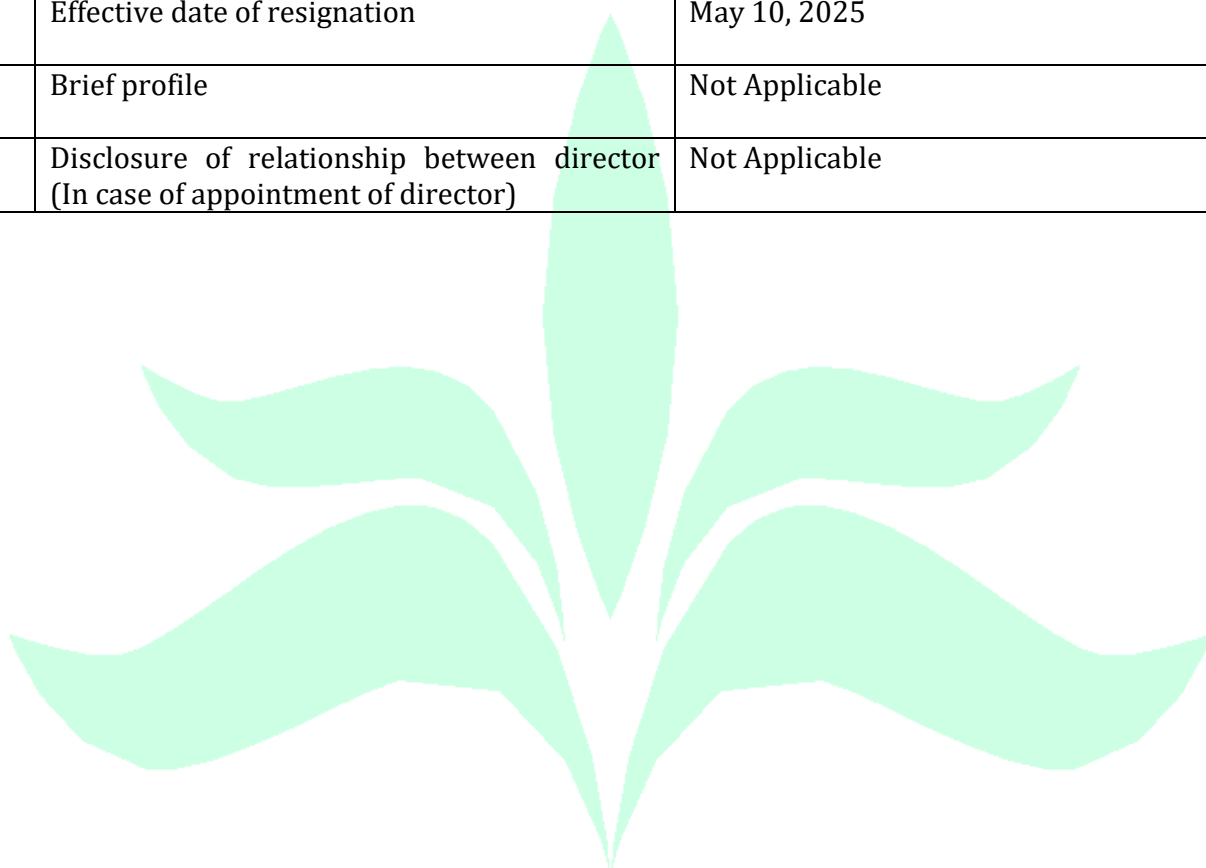 Effective date of resignation May 10, 2025
Brief profile Not Applicable
Disclosure of relationship between director Not Applicable
(In case of appointment of director)